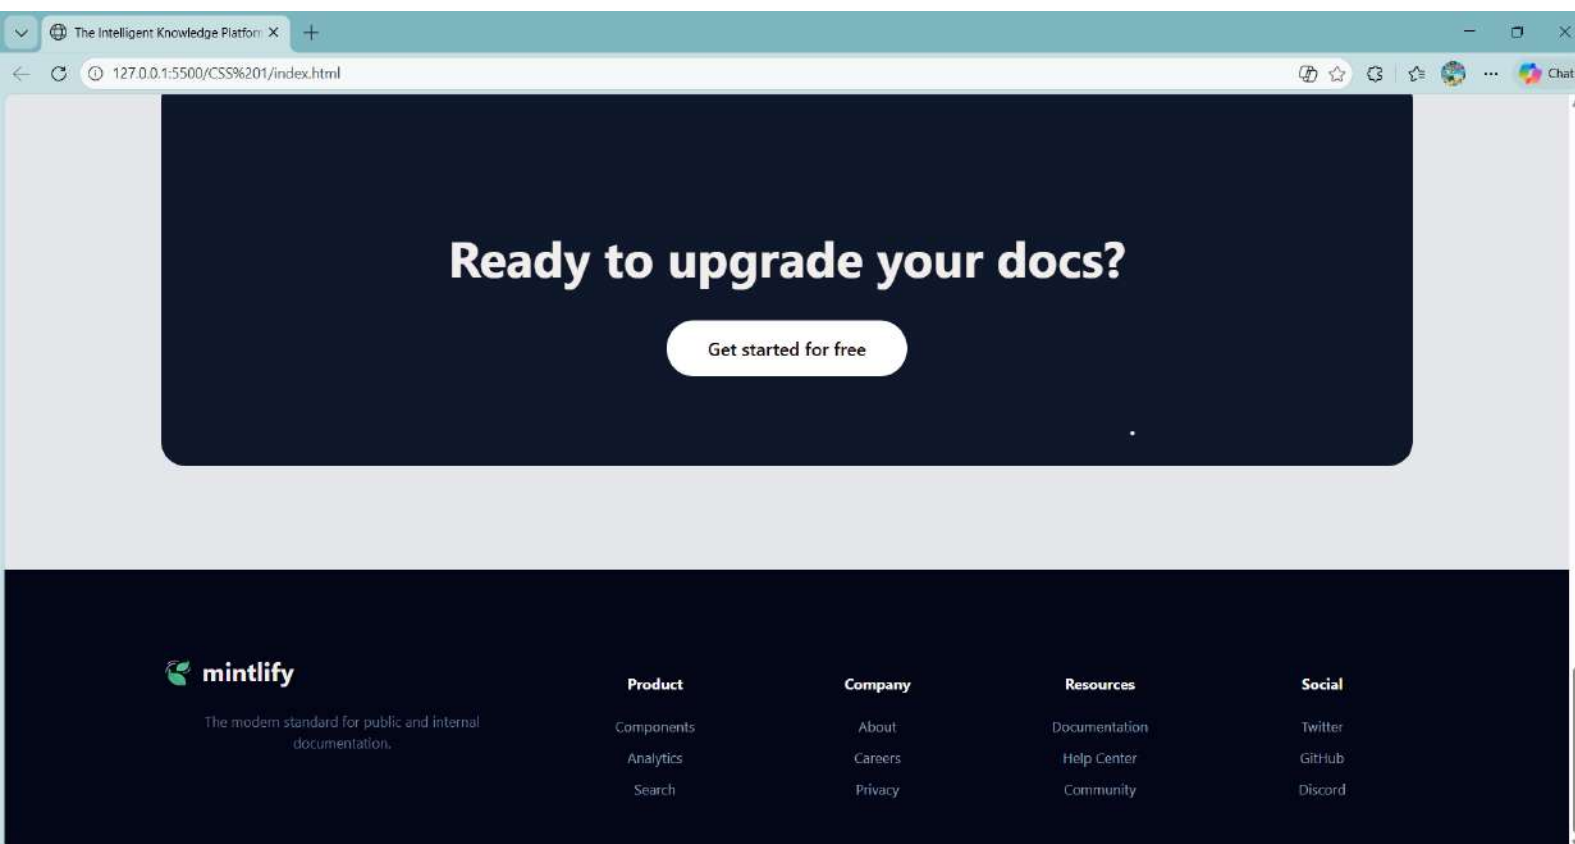 The Intelligent Knowledge Platform
127.0.0.1:5500/CSS%201/index.html
Chat
Ready to upgrade your docs?
Get started for free
mintlify
The modern standard for public and internal
documentation.
Product
Components
Analytics
Search
Company
About
Careers
Privacy
Resources
Documentation
Help Center
Community
Social
Twitter
GitHub
Discord